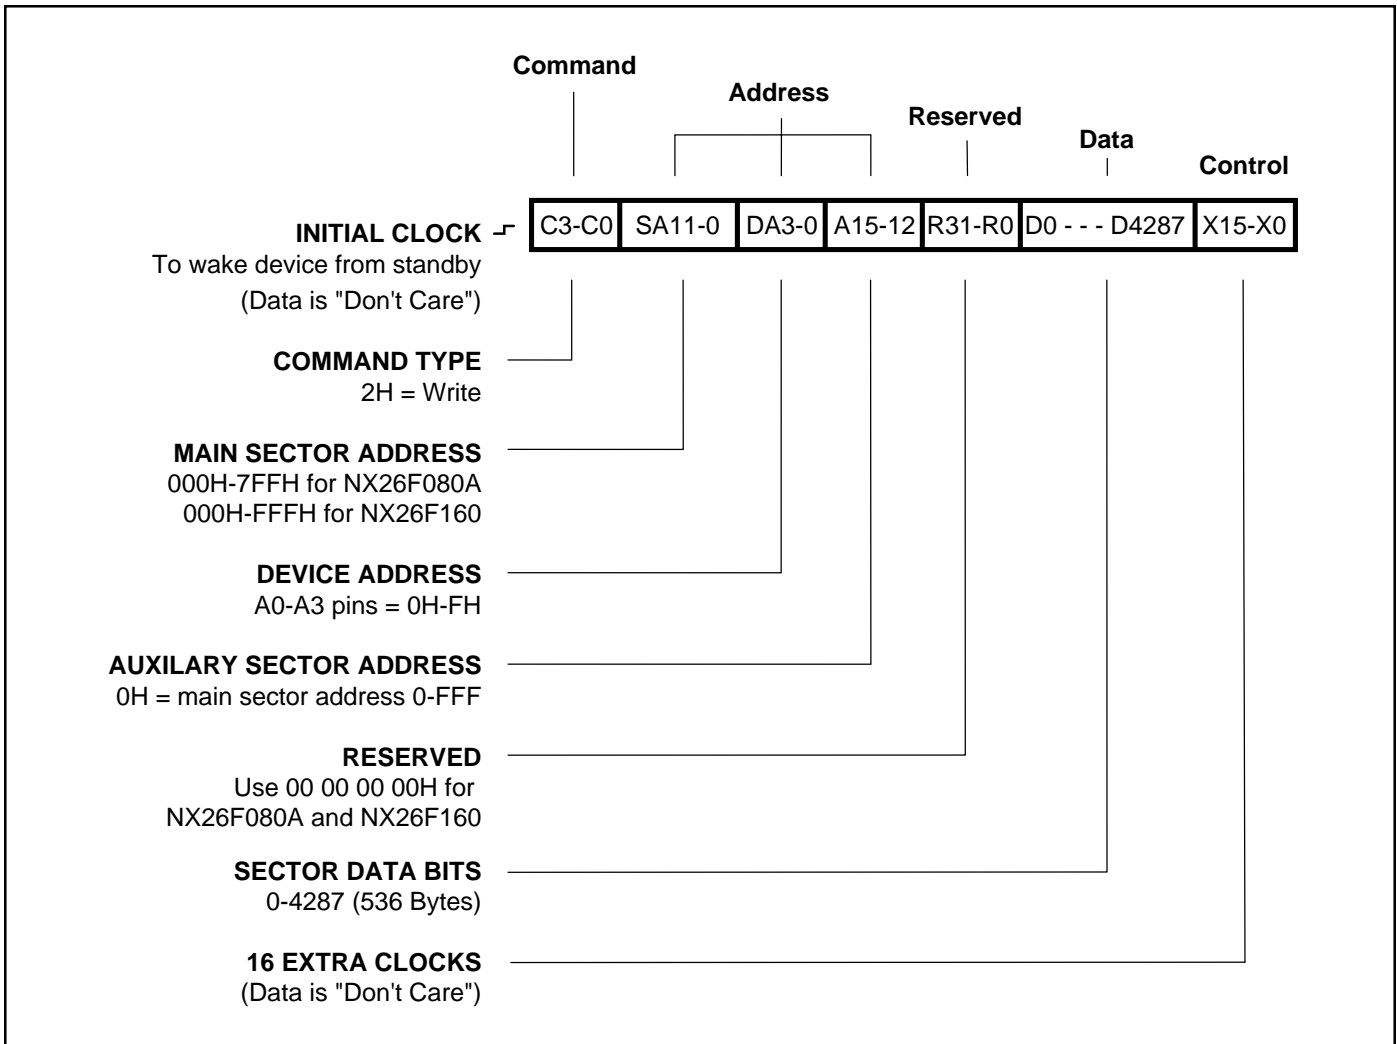 Command
Address
Reserved
Data
Control
C3-C0 SA11-0 DA3-0 A15-12 R31-R0 D0 - - - D4287 X15-X0
INITIAL CLOCK
To wake device from standby
(Data is "Don't Care")
COMMAND TYPE
2H = Write
MAIN SECTOR ADDRESS
000H-7FFH for NX26F080A
000H-FFFH for NX26F160
DEVICE ADDRESS
A0-A3 pins = 0H-FH
AUXILARY SECTOR ADDRESS
0H = main sector address 0-FFF
RESERVED
Use 00 00 00 00H for
NX26F080A and NX26F160
SECTOR DATA BITS
0-4287 (536 Bytes)
16 EXTRA CLOCKS
(Data is "Don't Care")